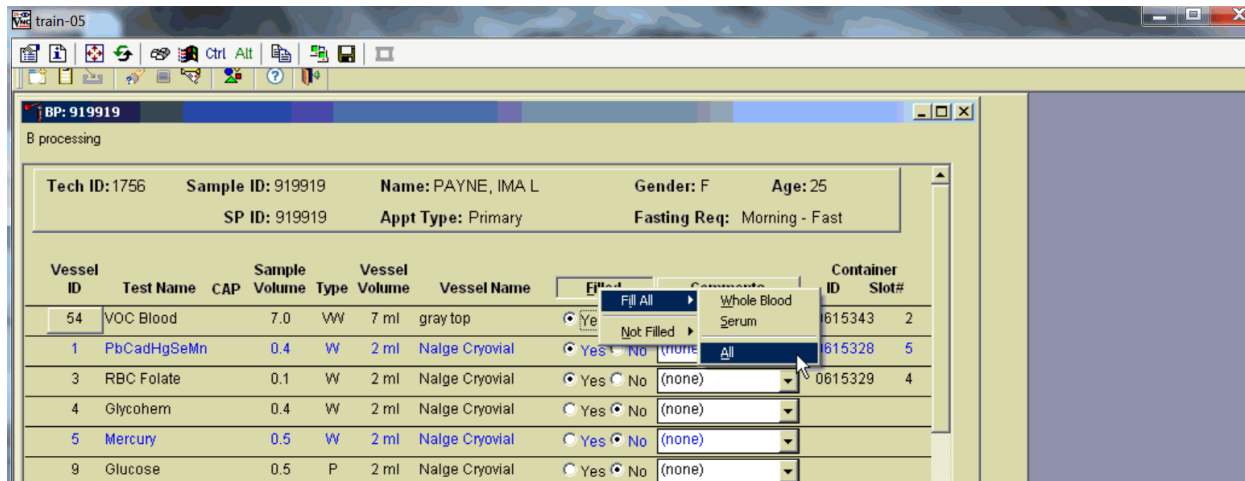 train-05
Ctrl Alt
BP: 919919
B processing
Tech ID: 1756 Sample ID: 919919 Name: PAYNE, IMA L Gender: F Age: 25
SP ID: 919919 Appt Type: Primary Fasting Req: Morning - Fast
Vessel Sample Vessel Container
ID Test Name CAP Volume Type Volume Vessel Name Filled Comments ID Slot#
Fill All Whole Blood
54 VOC Blood 7.0 VW 7 ml gray top Ye Not Filled Serum 0615343 2
1 PbCadHgSeMn 0.4 W 2 ml Nalge Cryovial Yes No (none) All 0615328 5
3 RBC Folate 0.1 W 2 ml Nalge Cryovial Yes No (none) 0615329 4
4 Glycohem 0.4 W 2 ml Nalge Cryovial Yes No (none)
5 Mercury 0.5 W 2 ml Nalge Cryovial Yes No (none)
9 Glucose 0.5 P 2 ml Nalge Cryovial Yes No (none)